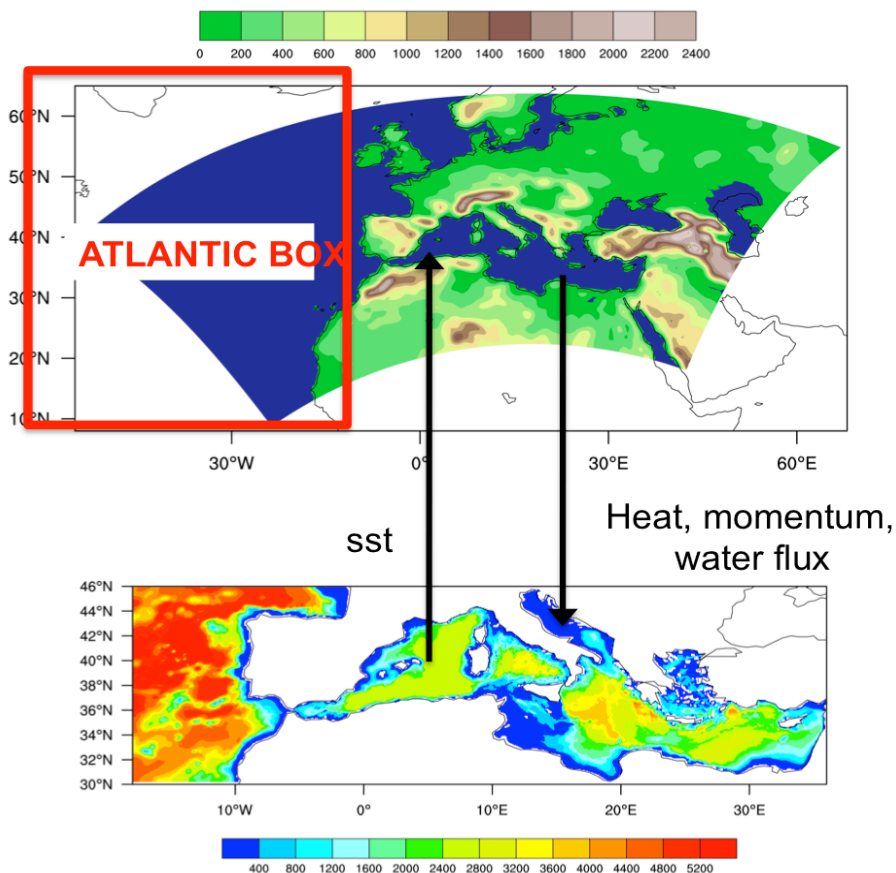 0 200 400 600 800 1000 1200 1400 1600 1800 2000 2200 2400
60°N
50°N
40°N
ATLANTIC BOX
30°N
20°N
10°N
30°W 0° 30°E 60°E
sst
Heat, momentum,
water flux
46°N
44°N
42°N
40°N
38°N
36°N
34°N
32°N
30°N
10°W 0° 10°E 20°E 30°E
400 800 1200 1600 2000 2400 2800 3200 3600 4000 4400 4800 5200